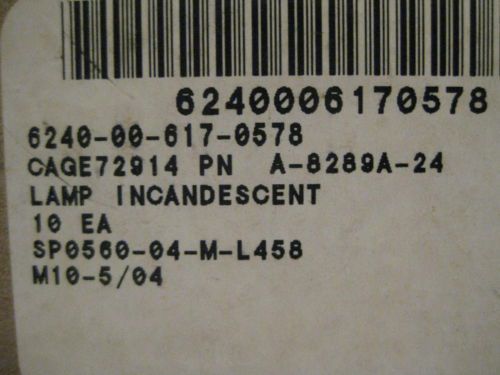 6240006170578
6240-00-617-0578
CAGE72914 PN A-8289A-24
LAMP INCANDESCENT
10 EA
SP0560-04-M-L458
M10-5/04